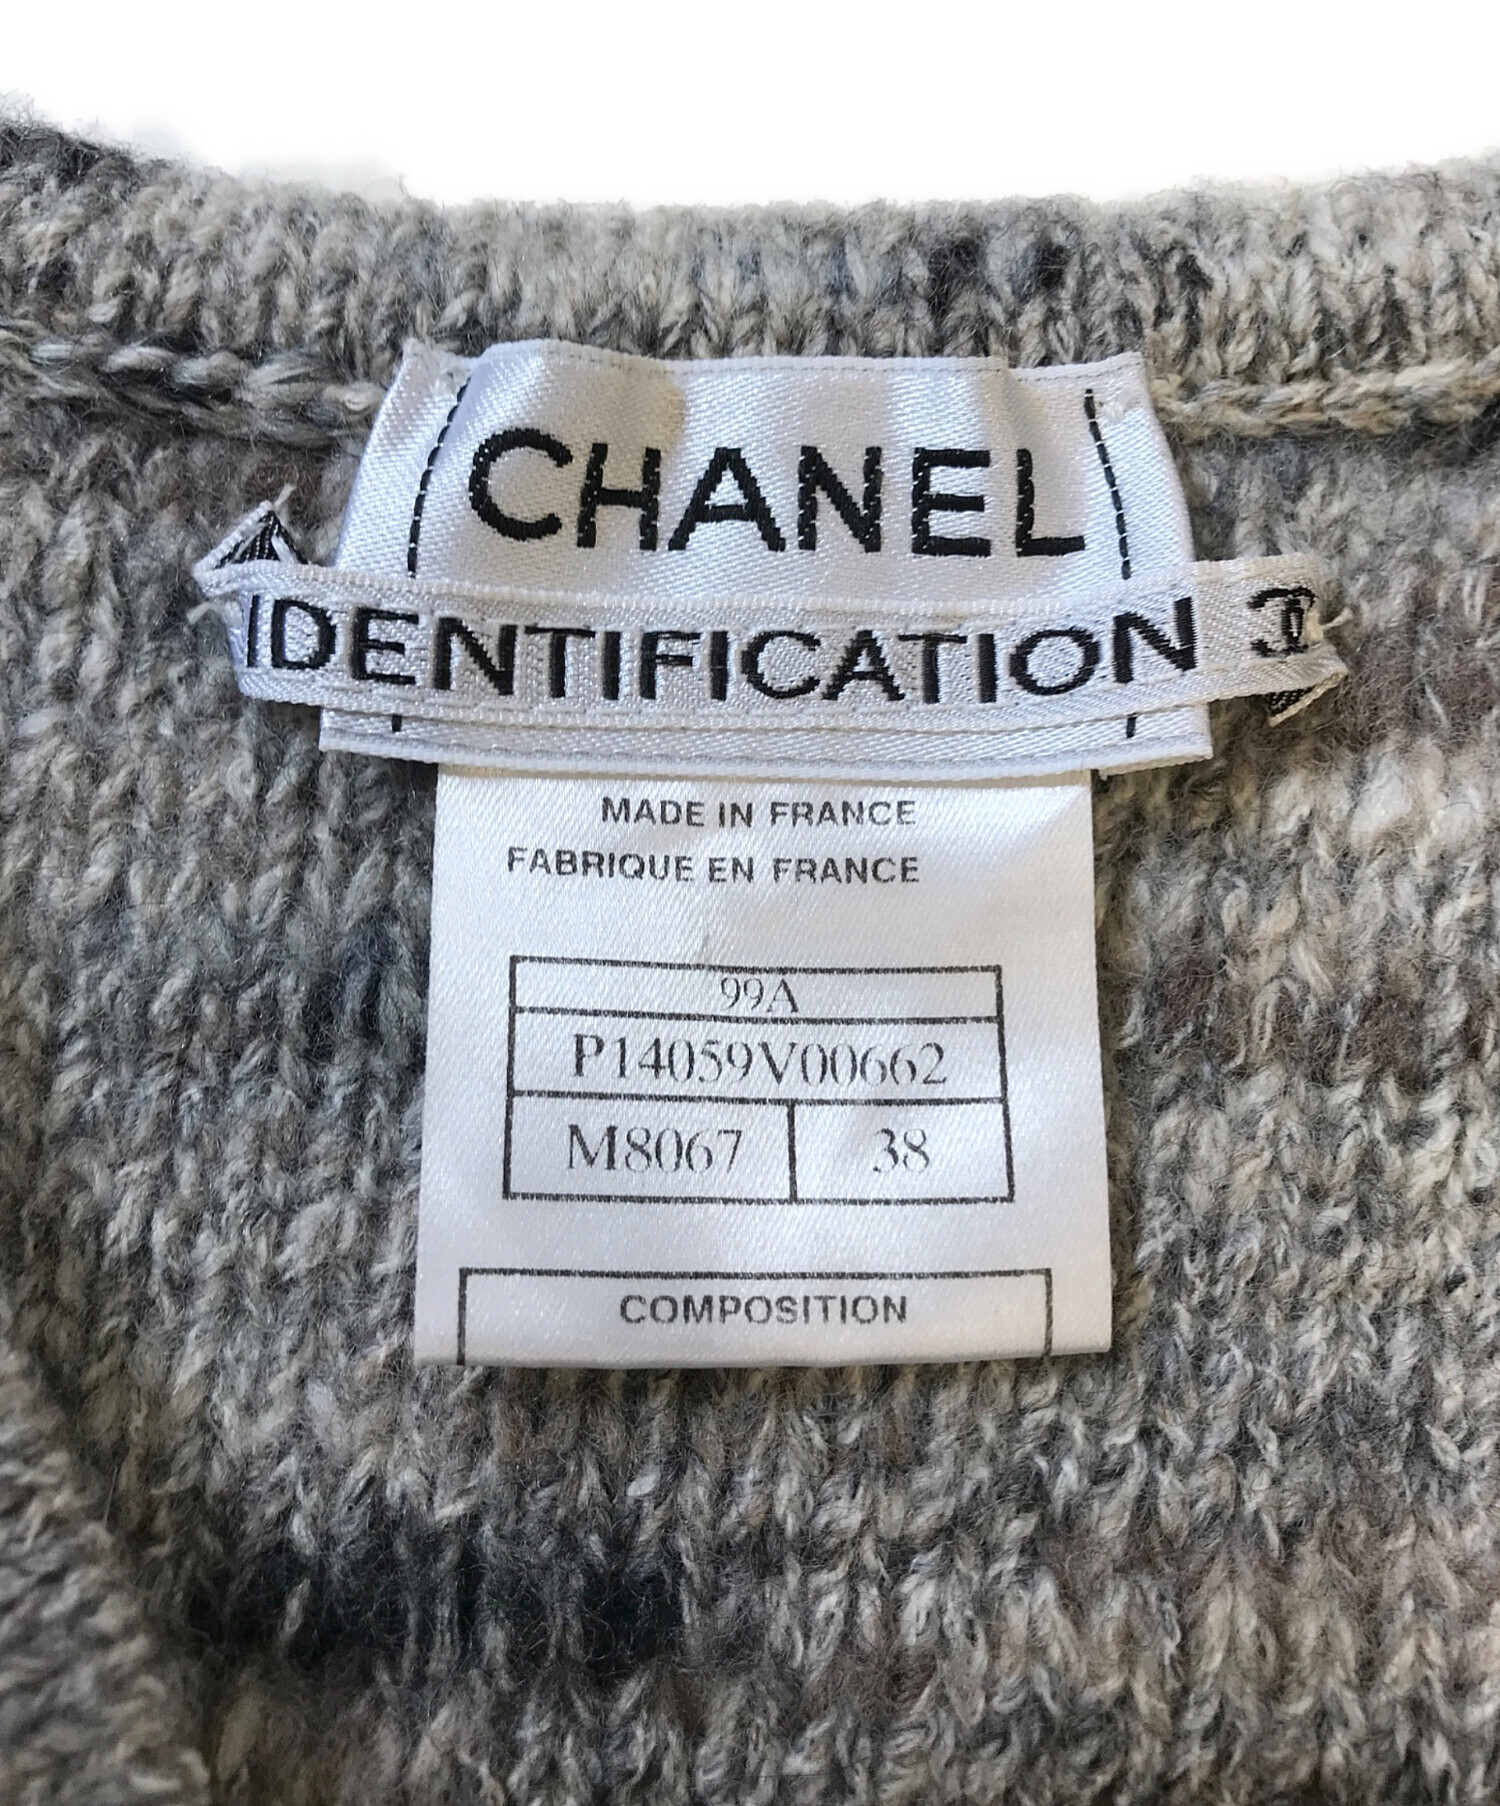 CHANEL
IDENTIFICATION
MADE IN FRANCE
FABRIQUE EN FRANCE
99A
P14059V00662
M8067 38
COMPOSITION